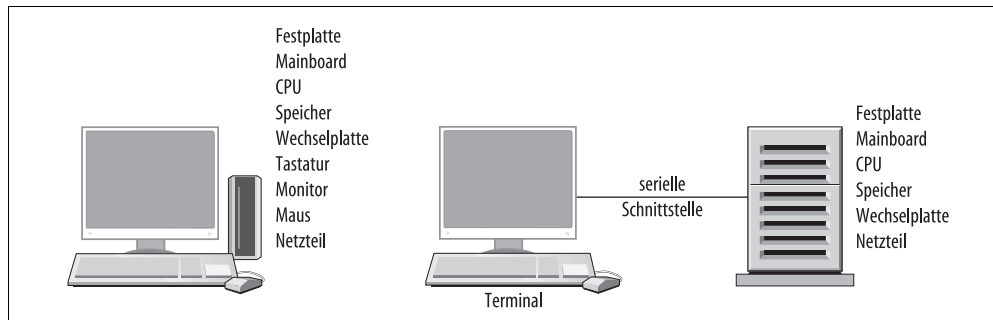 Festplatte
Mainboard
CPU
Speicher
Wechselplatte
Tastatur
Monitor
Maus
Netzteil
serielle
Schnittstelle
Terminal
Festplatte
Mainboard
CPU
Speicher
Wechselplatte
Netzteil